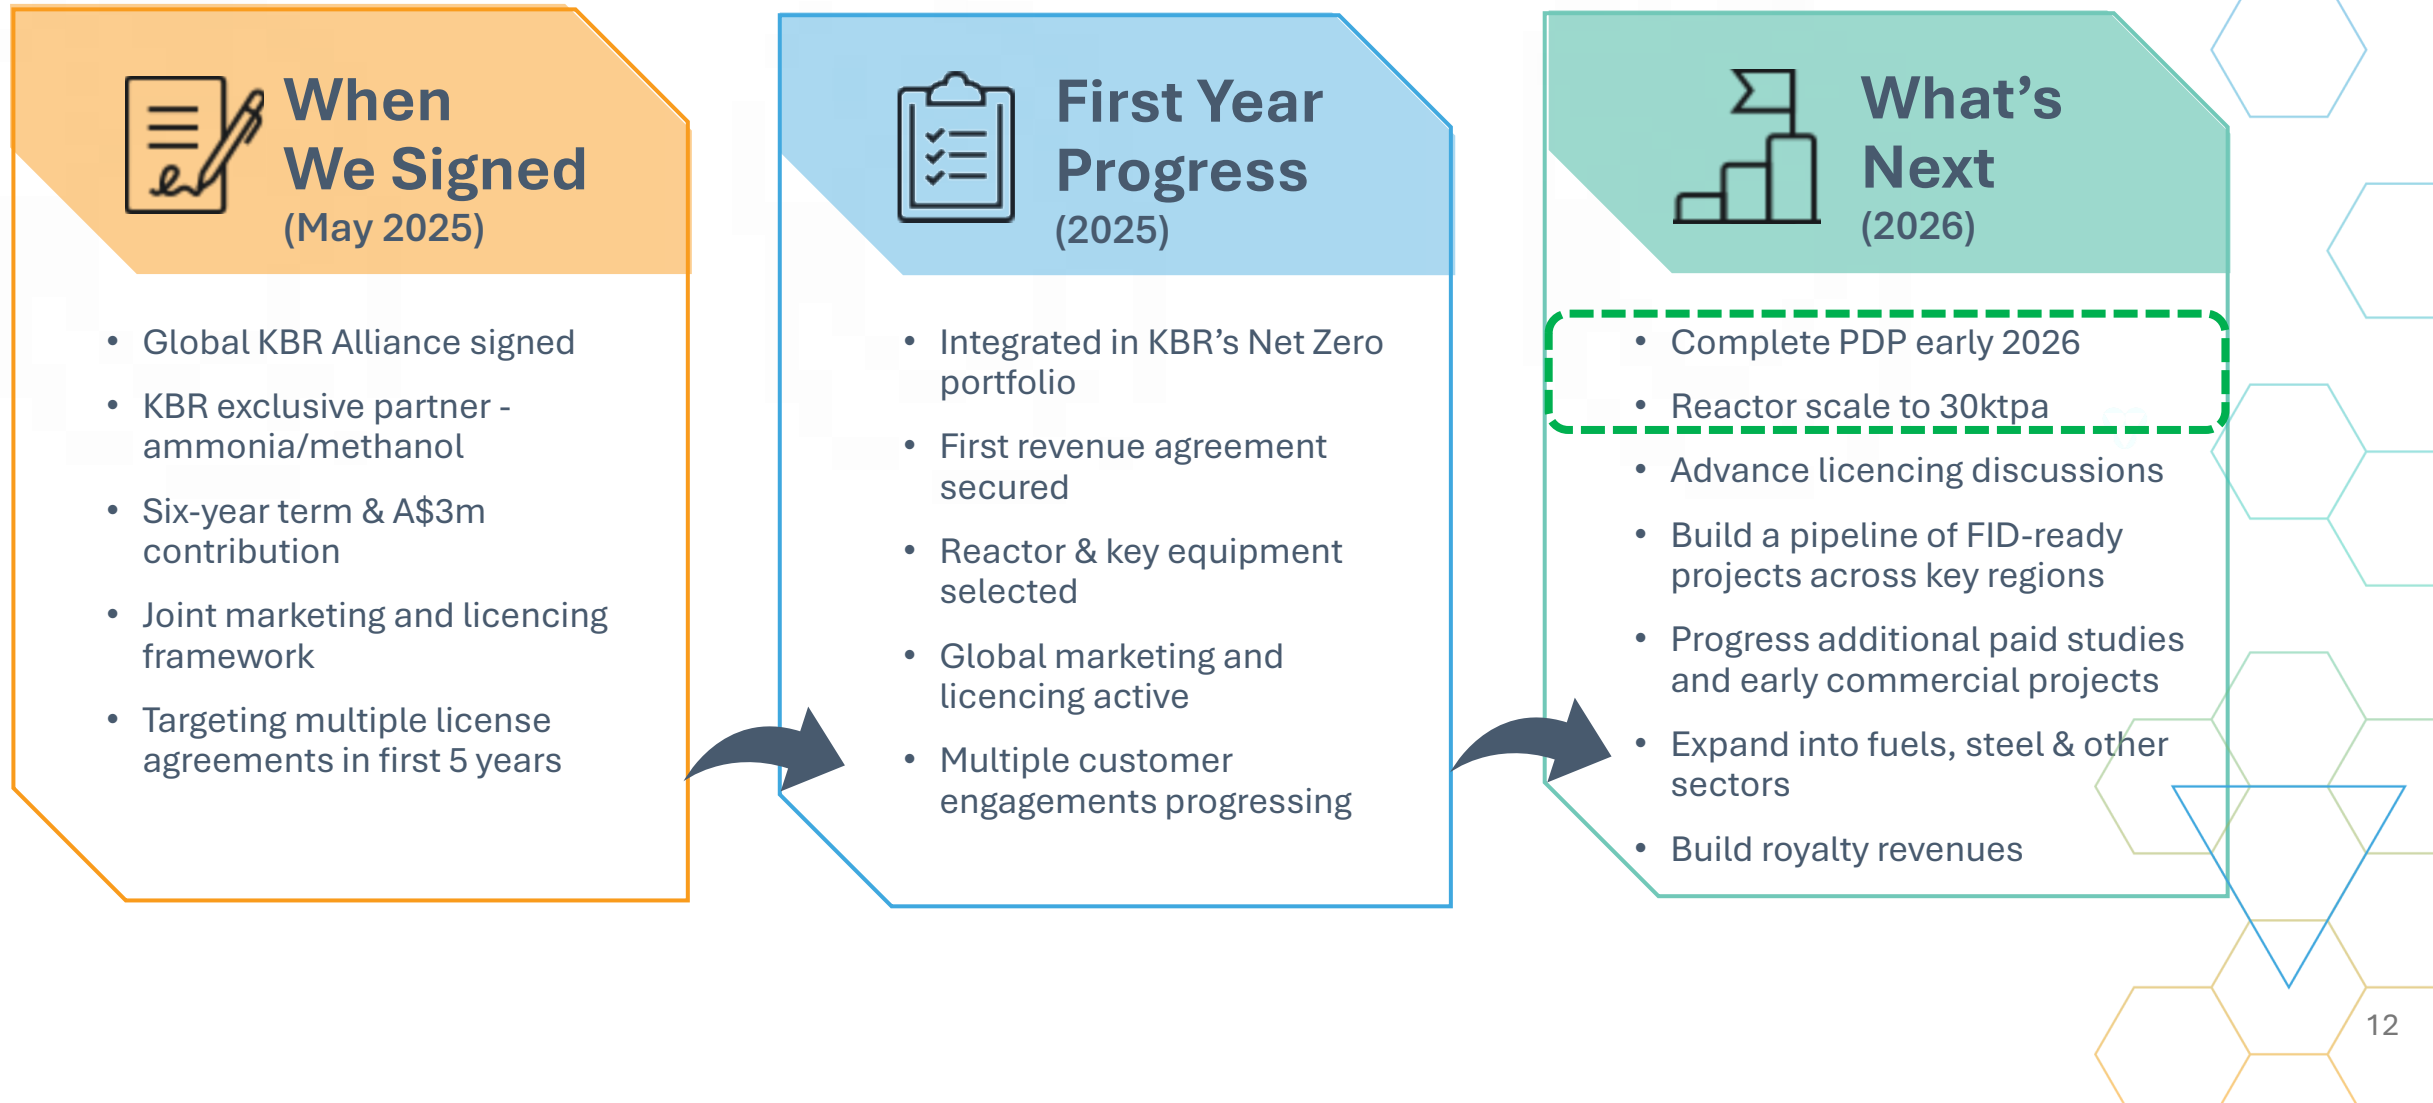 When
We Signed
(May 2025)
• Global KBR Alliance signed
• KBR exclusive partner -
ammonia/methanol
• Six-year term & A$3m
contribution
• Joint marketing and licencing
framework
• Targeting multiple license
agreements in first 5 years
First Year
Progress
(2025)
• Integrated in KBR’s Net Zero
portfolio
• First revenue agreement
secured
• Reactor & key equipment
selected
• Global marketing and
licencing active
• Multiple customer
engagements progressing
What’s
Next
(2026)
• Complete PDP early 2026
• Reactor scale to 30ktpa
• Advance licencing discussions
• Build a pipeline of FID-ready
projects across key regions
• Progress additional paid studies
and early commercial projects
• Expand into fuels, steel & other
sectors
• Build royalty revenues
12